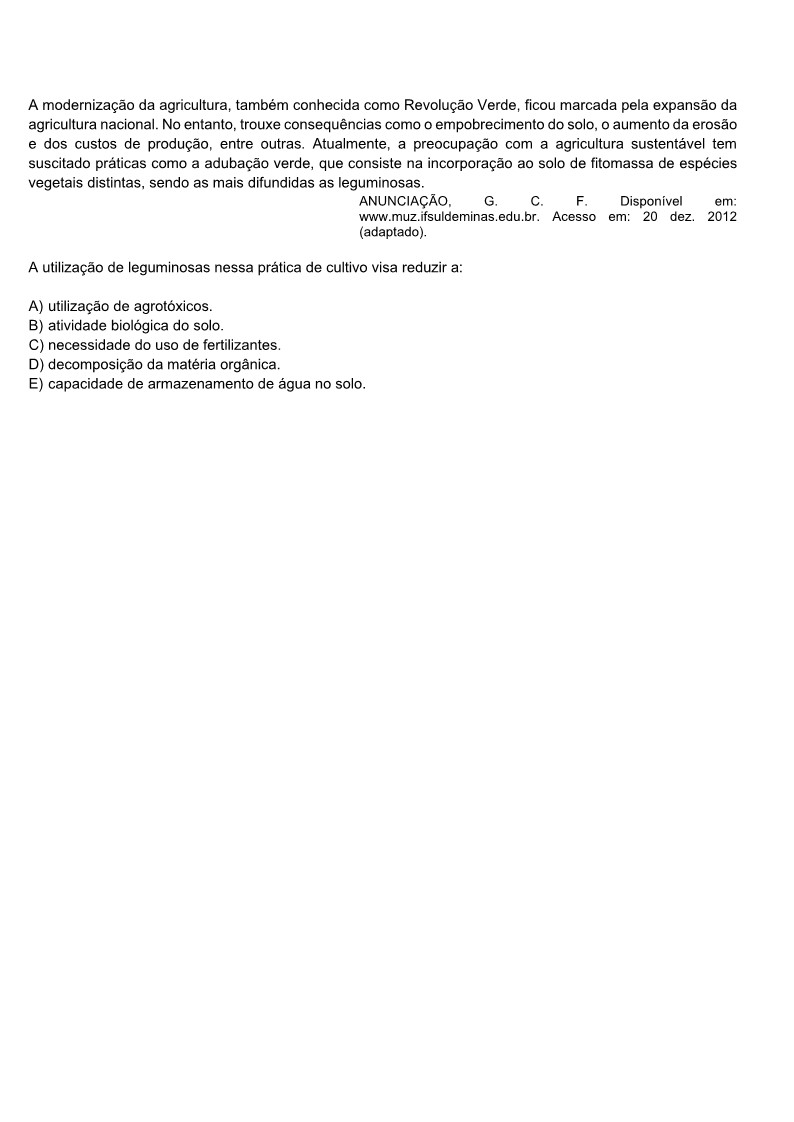 A modernização da agricultura, também conhecida como Revolução Verde, ficou marcada pela expansão da
agricultura nacional. No entanto, trouxe consequências como o empobrecimento do solo, o aumento da erosão
e dos custos de produção, entre outras. Atualmente, a preocupação com a agricultura sustentável tem
suscitado práticas como a adubação verde, que consiste na incorporação ao solo de fitomassa de espécies
vegetais distintas, sendo as mais difundidas as leguminosas.
ANUNCIAÇÃO, G. C. F. Disponível em:
www.muz.ifsuldeminas.edu.br. Acesso em: 20 dez. 2012
(adaptado).
A utilização de leguminosas nessa prática de cultivo visa reduzir a:
A) utilização de agrotóxicos.
B) atividade biológica do solo.
C) necessidade do uso de fertilizantes.
D) decomposição da matéria orgânica.
E) capacidade de armazenamento de água no solo.